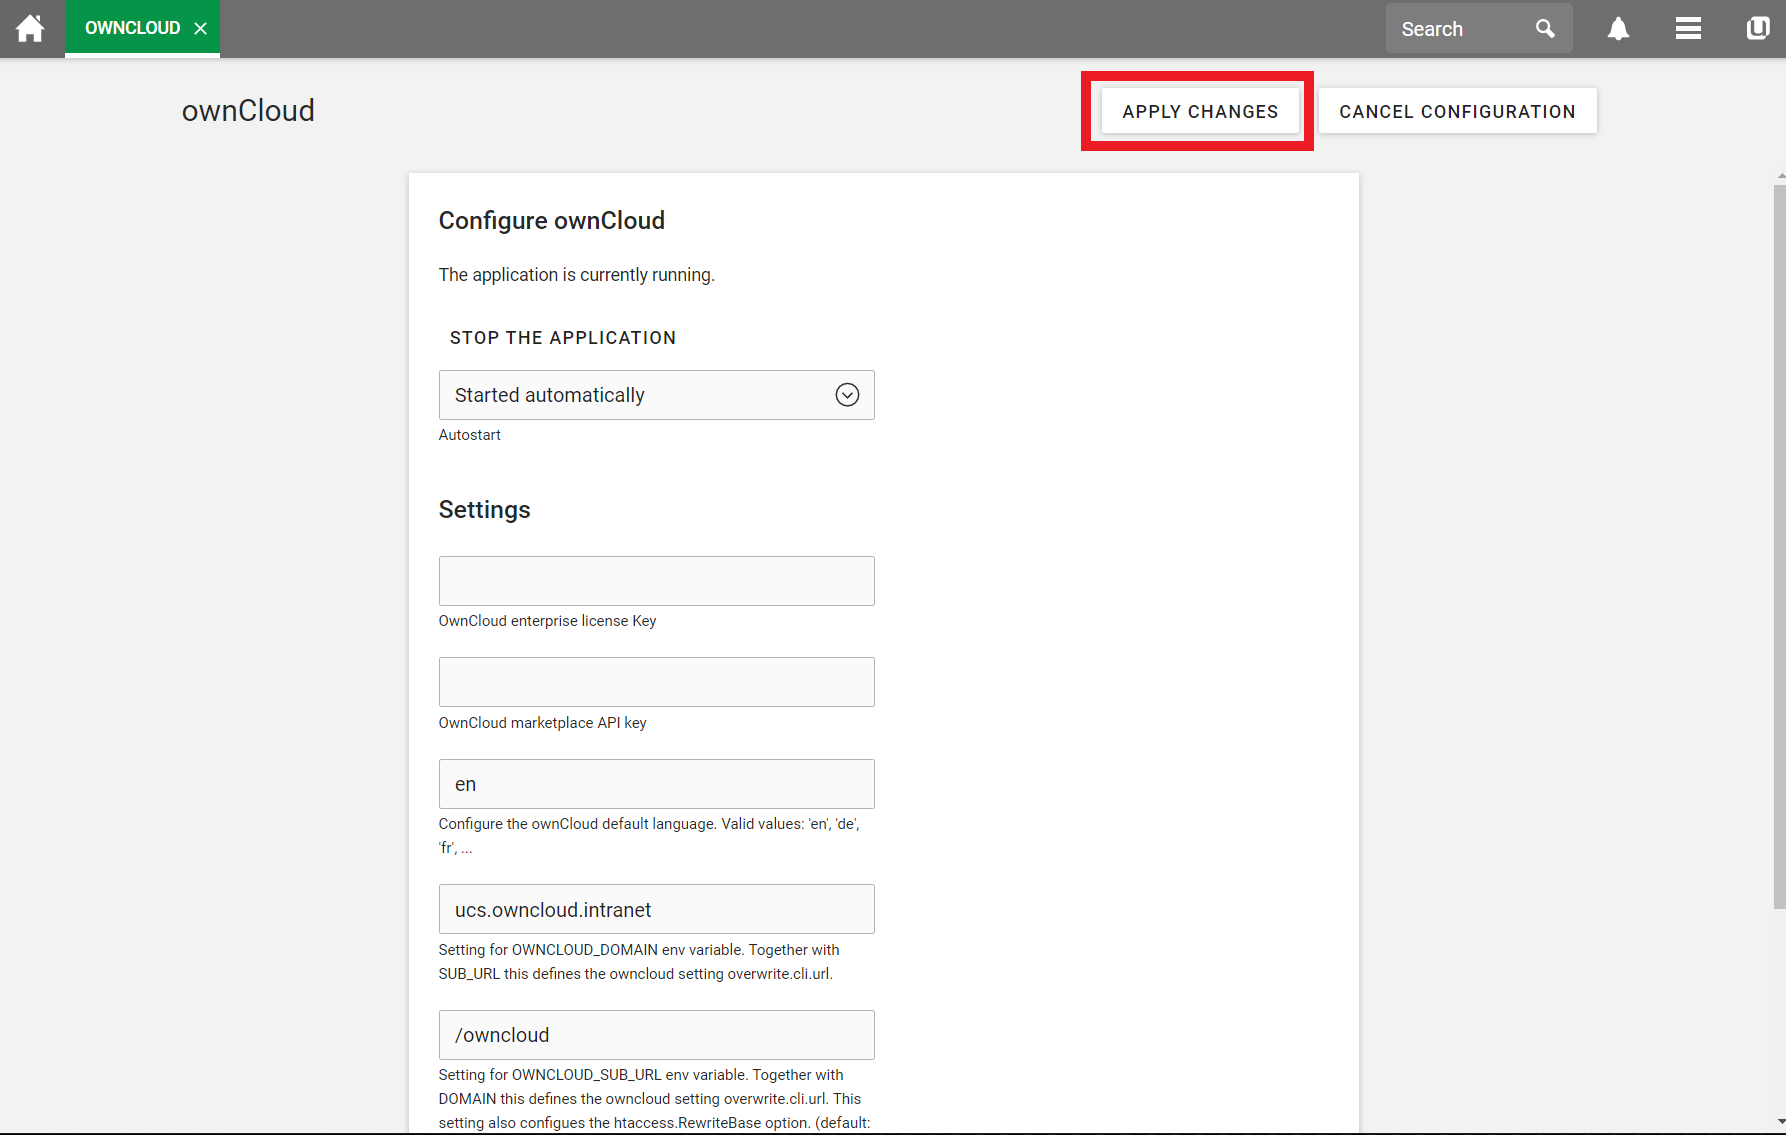 OWNCLOUD
Search
ownCloud
APPLY CHANGES
CANCEL CONFIGURATION
Configure ownCloud
The application is currently running.
STOP THE APPLICATION
Started automatically
Autostart
Settings
OwnCloud enterprise license Key
OwnCloud marketplace API key
en
Configure the ownCloud default language. Valid values: 'en', 'de',
'fr', ...
ucs.owncloud.intranet
Setting for OWNCLOUD_DOMAIN env variable. Together with
SUB_URL this defines the owncloud setting overwrite.cli.url.
/owncloud
Setting for OWNCLOUD_SUB_URL env variable. Together with
DOMAIN this defines the owncloud setting overwrite.cli.url. This
setting also configues the htaccess.RewriteBase option. (default: